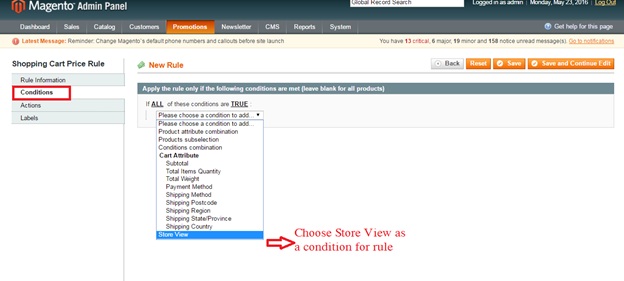 Magento® Admin Panel
Global Record Search
Logged in as admin | Monday, May 23, 2016 | Log Out
Dashboard Sales Catalog Customers Promotions Newsletter CMS Reports System
Get help for this page
Latest Message: Reminder: Change Magento's default phone numbers and callouts before site launch
You have 13 critical, 6 major, 19 minor and 158 notice unread message(s). Go to notifications
Shopping Cart Price Rule
Rule Information
Conditions
Actions
Labels
New Rule
Back Reset Save Save and Continue Edit
Apply the rule only if the following conditions are met (leave blank for all products)
If ALL of these conditions are TRUE :
Please choose a condition to add...
Please choose a condition to add...
Product attribute combination
Products subselection
Conditions combination
Cart Attribute
Subtotal
Total Items Quantity
Total Weight
Payment Method
Shipping Method
Shipping Postcode
Shipping Region
Shipping State/Province
Shipping Country
Store View
Choose Store View as
a condition for rule